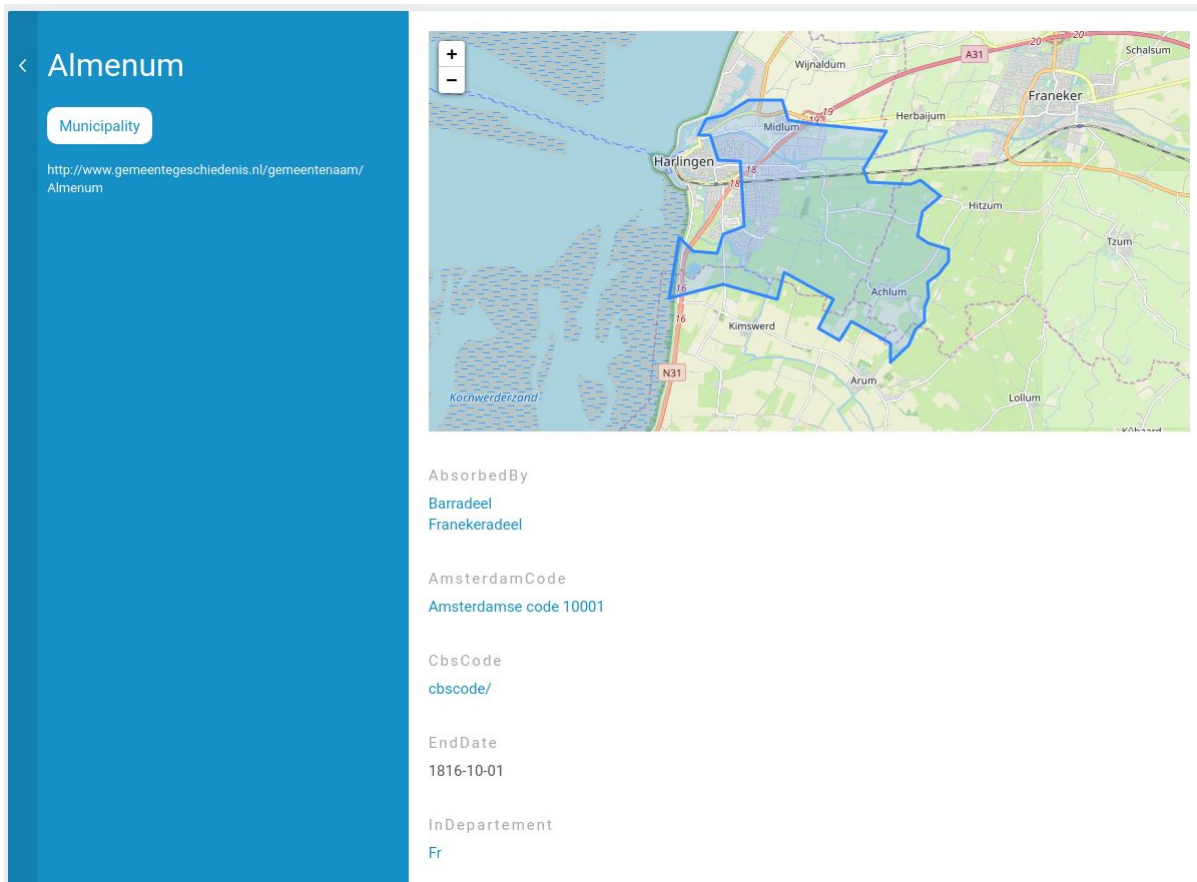 Almenum
Municipality
http://www.gemeentegeschiedenis.nl/gemeentenaam/
Almenum
+
−
Wijnaldum
A31
20
20
Schalsum
Franeker
19
19
Midlum
Herbaijum
Harlingen
18
18
Hitzum
Tzum
16
Achlum
16
Kimswerd
N31
Arum
Kornwerderzand
Lollum
AbsorbedBy
Barradeel
Franekeradeel
AmsterdamCode
Amsterdamse code 10001
CbsCode
cbscode/
EndDate
1816-10-01
InDepartement
Fr